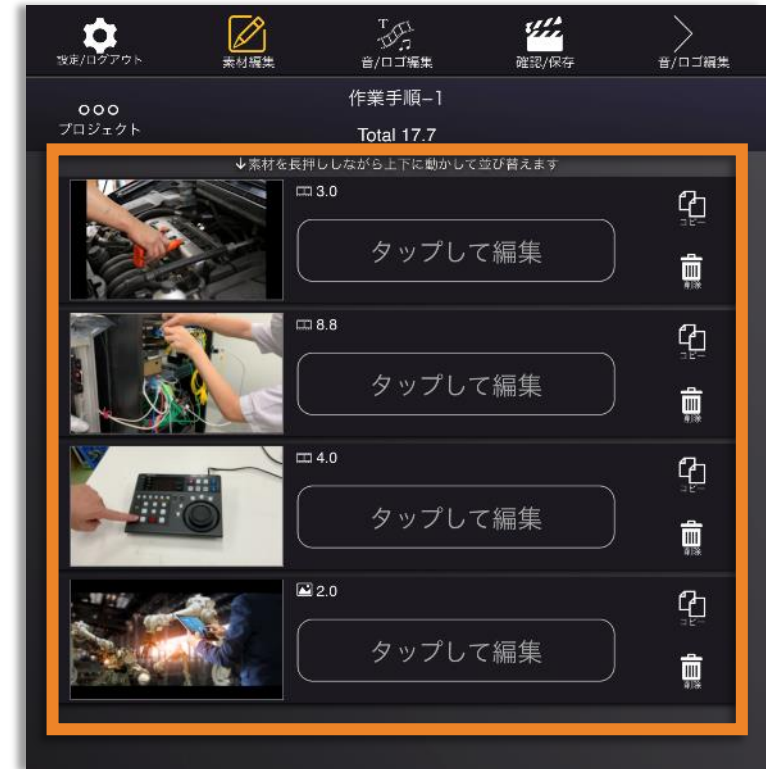 設定/ログアウト
素材編集
音/ロゴ編集
確認/保存
音/ロゴ編集
プロジェクト
作業手順-1
Total 17.7
↓素材を長押ししながら上下に動かして並び替えます
3.0
タップして編集
コピー
削除
8.8
タップして編集
コピー
削除
4.0
タップして編集
コピー
削除
2.0
タップして編集
コピー
削除